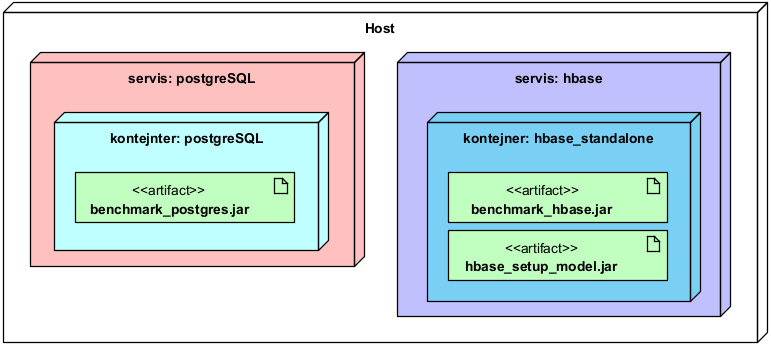 Host
servis: postgreSQL
kontejnter: postgreSQL
<<artifact>>
benchmark_postgres.jar
servis: hbase
kontejner: hbase_standalone
<<artifact>>
benchmark_hbase.jar
<<artifact>>
hbase_setup_model.jar